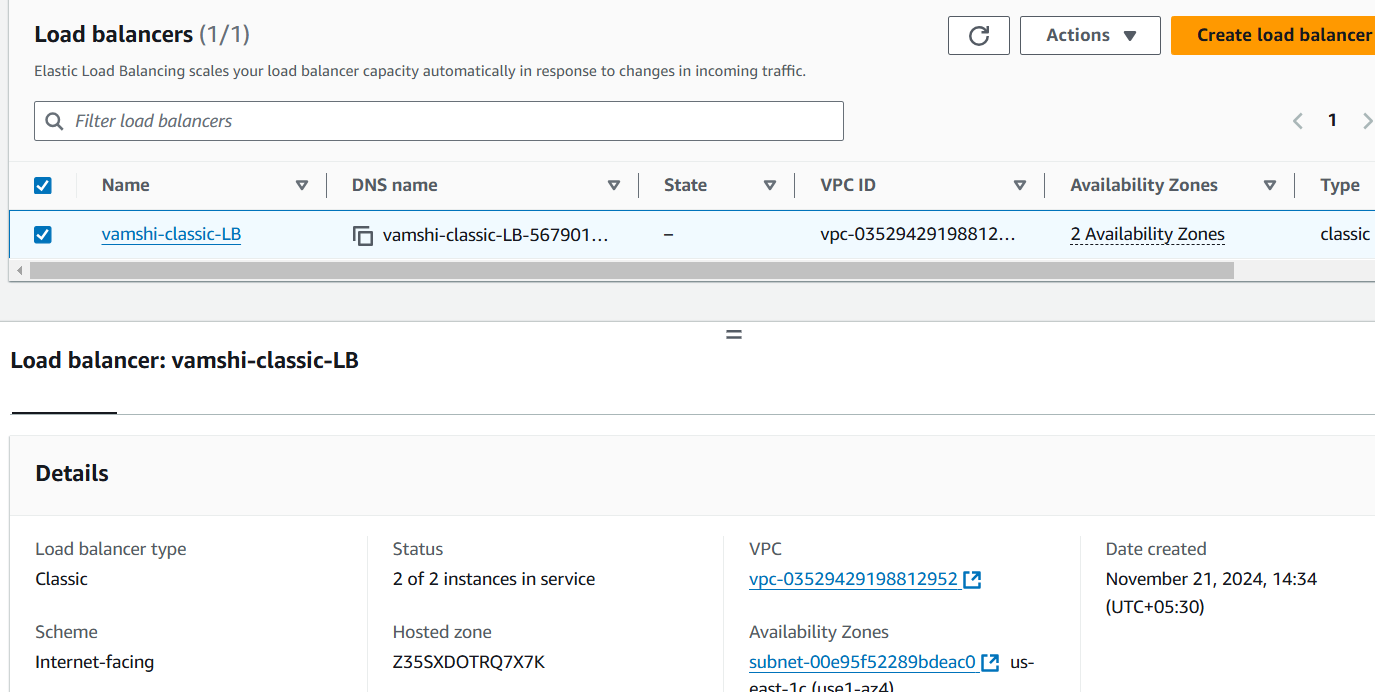 Load balancers (1/1)
Actions
Create load balancer
Elastic Load Balancing scales your load balancer capacity automatically in response to changes in incoming traffic.
Filter load balancers
1
Name DNS name State VPC ID Availability Zones Type
vamshi-classic-LB vamshi-classic-LB-567901... – vpc-03529429198812... 2 Availability Zones classic
Load balancer: vamshi-classic-LB
Details
Load balancer type Status VPC Date created
Classic 2 of 2 instances in service vpc-03529429198812952 November 21, 2024, 14:34
(UTC+05:30)
Scheme Hosted zone Availability Zones
Internet-facing Z35SXDOTRQ7X7K subnet-00e95f52289bdeac0 us-
east-1c (use1-az4)